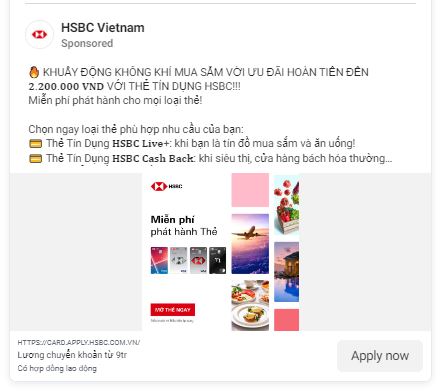 HSBC Vietnam
Sponsored
🔥 KHUẤY ĐỘNG KHÔNG KHÍ MUA SẮM VỚI ƯU ĐÃI HOÀN TIỀN ĐẾN
2.200.000 VND VỚI THẺ TÍN DỤNG HSBC!!!
Miễn phí phát hành cho mọi loại thẻ!
Chọn ngay loại thẻ phù hợp nhu cầu của bạn:
💳 Thẻ Tín Dụng HSBC Live+: khi bạn là tín đồ mua sắm và ăn uống!
💳 Thẻ Tín Dụng HSBC Cash Back: khi siêu thị, cửa hàng bách hóa thường...
HSBC
Miễn phí
phát hành Thẻ
MỞ THẺ NGAY
HTTPS://CARD.APPLY.HSBC.COM.VN/
Lương chuyển khoản từ 9tr
Có hợp đồng lao động
Apply now